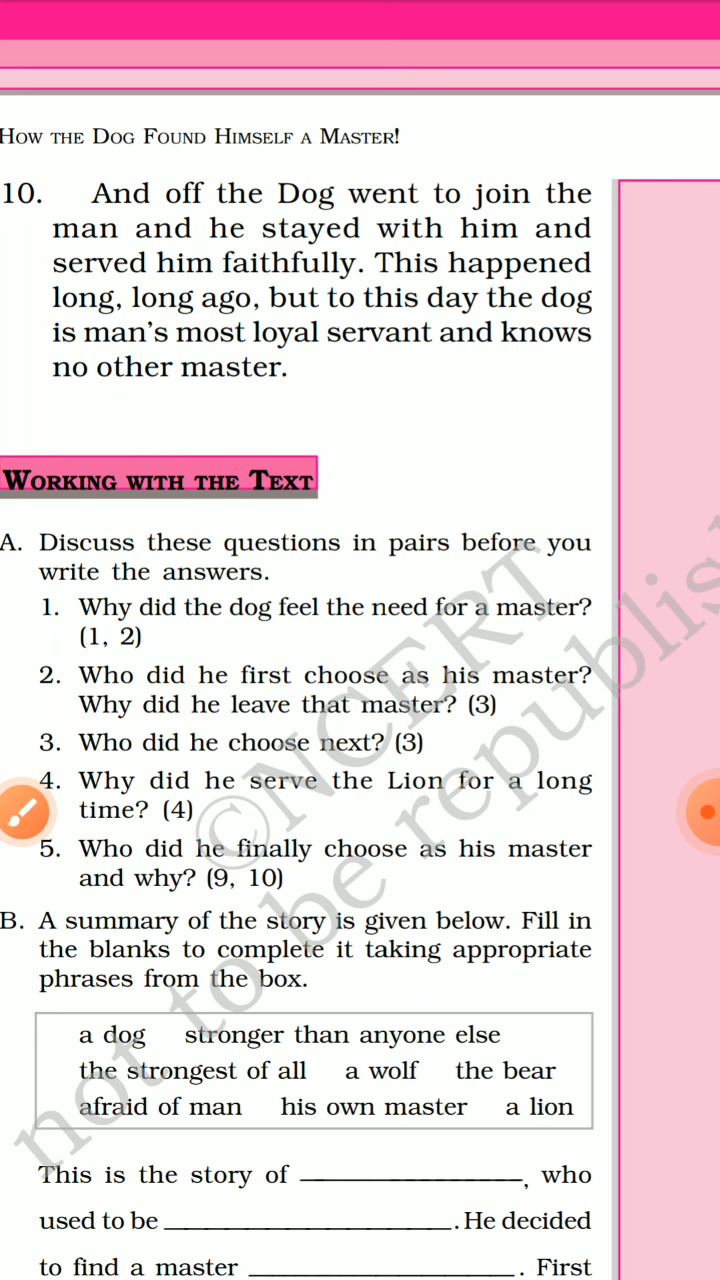 How the Dog Found Himself a Master!
10. And off the Dog went to join the
man and he stayed with him and
served him faithfully. This happened
long, long ago, but to this day the dog
is man's most loyal servant and knows
no other master.
Working with the Text
A. Discuss these questions in pairs before you
write the answers.
1. Why did the dog feel the need for a master?
(1, 2)
2. Who did he first choose as his master?
Why did he leave that master? (3)
3. Who did he choose next? (3)
4. Why did he serve the Lion for a long
time? (4)
5. Who did he finally choose as his master
and why? (9, 10)
B. A summary of the story is given below. Fill in
the blanks to complete it taking appropriate
phrases from the box.
a dog stronger than anyone else
the strongest of all a wolf the bear
afraid of man his own master a lion
This is the story of ________________, who
used to be ____________________. He decided
to find a master ___________________. First
©NCERT
not to be republis